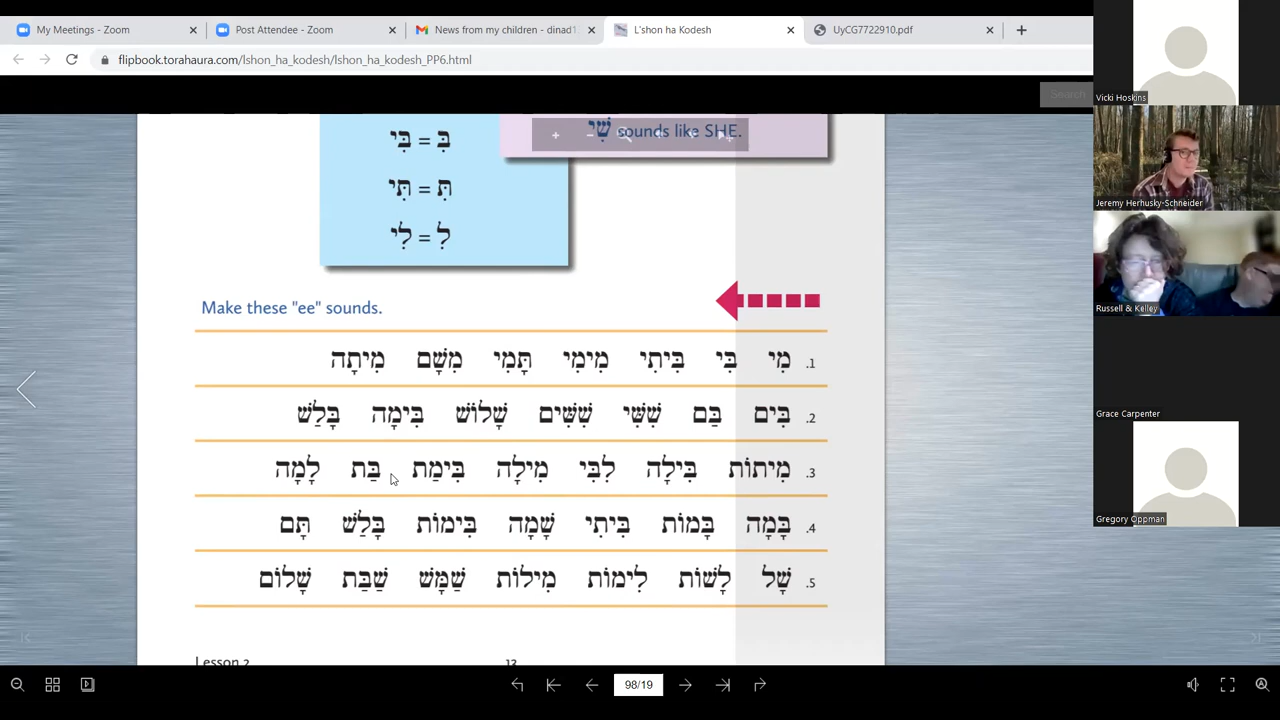 My Meetings - Zoom
Post Attendee - Zoom
News from my children - dinad1
L'shon ha Kodesh
UyCG7722910.pdf
flipbook.torahaura.com/lshon_ha_kodesh/lshon_ha_kodesh_PP6.html
Search
Vicki Hoskins
שִׁי sounds like SHE.
בִּ = בִּי
תִּ = תִּי
לִ = לִי
Jeremy Herhusky-Schneider
Russell & Kelley
Make these "ee" sounds.
1. מִי בִּי בִּיתִי מִימִי תָּמִי מִשָּׁם מִיתָה
2. בִּים בַּם שִׁשִּׁי שִׁשִּׁים שָׁלוֹשׁ בִּימָה בָּלַשׁ
Grace Carpenter
3. מִיתוֹת בִּילָה לִבִּי מִילָה בִּימַת בַּת לָמָה
4. בָּמָה בָּמוֹת בִּיתִי שָׁמָה בִּימוֹת בָּלַשׁ תָּם
Gregory Oppman
5. שָׁל לָשׁוֹת לִימוֹת מִילוֹת שַׁמָּשׁ שַׁבַּת שָׁלוֹם
Lesson 2
13
98/19